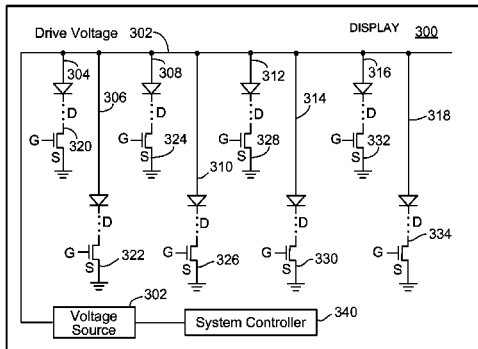 Drive Voltage 302 DISPLAY 300
304 308 312 316
306 314 318
D D D D
G 320 G 324 G 328 G 332
S S S S
310
D D D D
G G G G 334
S 322 S 326 S 330 S
302
Voltage Source
System Controller 340